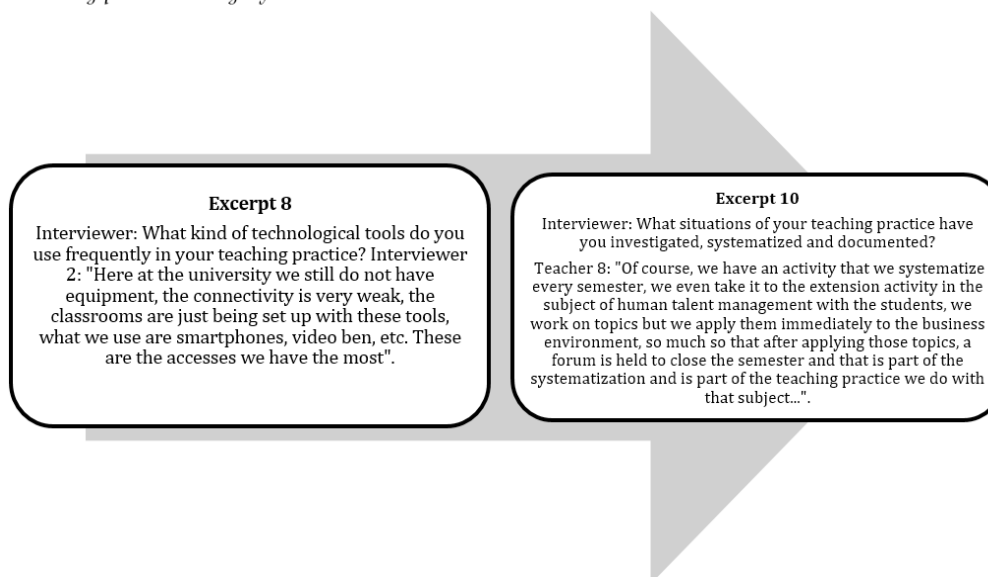 Excerpt 8
Interviewer: What kind of technological tools do you
use frequently in your teaching practice? Interviewer
2: "Here at the university we still do not have
equipment, the connectivity is very weak, the
classrooms are just being set up with these tools,
what we use are smartphones, video ben, etc. These
are the accesses we have the most".
Excerpt 10
Interviewer: What situations of your teaching practice have
you investigated, systematized and documented?
Teacher 8: "Of course, we have an activity that we systematize
every semester, we even take it to the extension activity in the
subject of human talent management with the students, we
work on topics but we apply them immediately to the business
environment, so much so that after applying those topics, a
forum is held to close the semester and that is part of the
systematization and is part of the teaching practice we do with
that subject...".